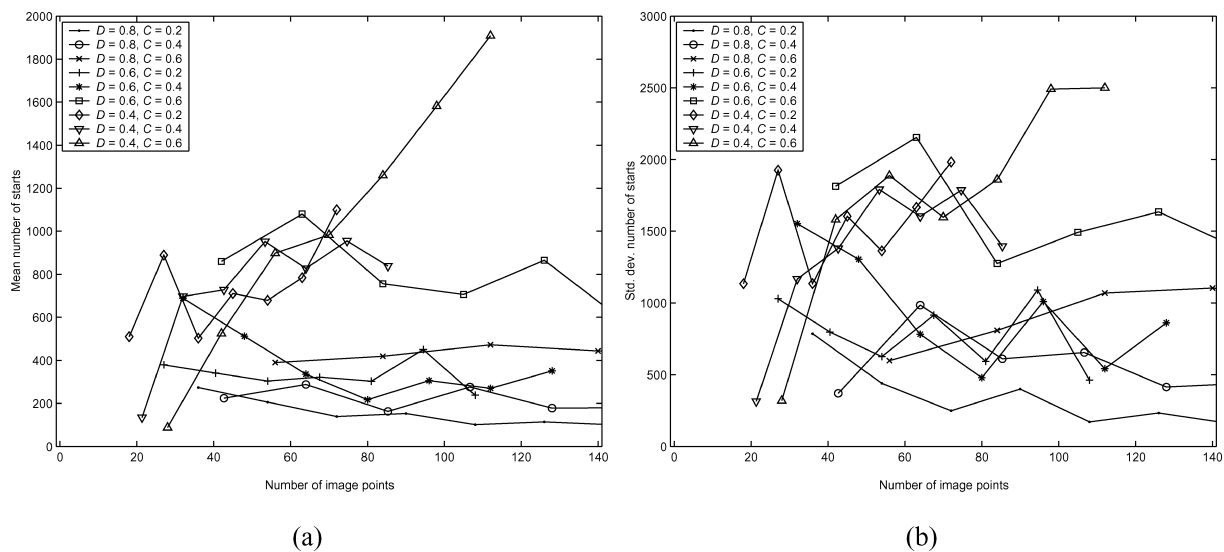 2000
1800
1600
1400
1200
1000
800
600
400
200
0
Mean number of starts
D = 0.8, C = 0.2
D = 0.8, C = 0.4
D = 0.8, C = 0.6
D = 0.6, C = 0.2
D = 0.6, C = 0.4
D = 0.6, C = 0.6
D = 0.4, C = 0.2
D = 0.4, C = 0.4
D = 0.4, C = 0.6
0 20 40 60 80 100 120 140
Number of image points
(a)
3000
2500
2000
1500
1000
500
0
Std. dev. number of starts
D = 0.8, C = 0.2
D = 0.8, C = 0.4
D = 0.8, C = 0.6
D = 0.6, C = 0.2
D = 0.6, C = 0.4
D = 0.6, C = 0.6
D = 0.4, C = 0.2
D = 0.4, C = 0.4
D = 0.4, C = 0.6
0 20 40 60 80 100 120 140
Number of image points
(b)